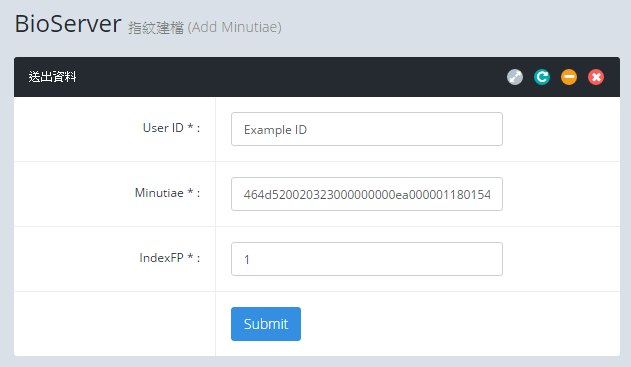 BioServer 指紋建檔 (Add Minutiae)
送出資料
User ID * : Example ID
Minutiae * : 464d520020323000000000ea000001180154
IndexFP * : 1
Submit